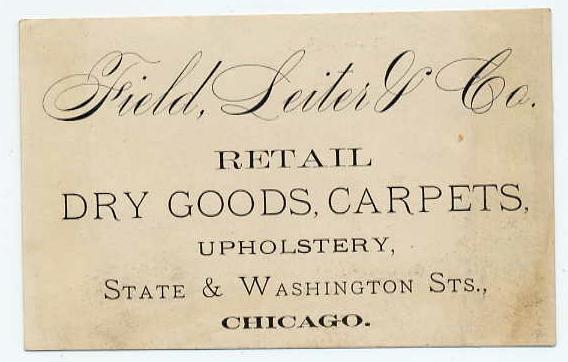 Field, Leiter & Co.
RETAIL
DRY GOODS, CARPETS,
UPHOLSTERY,
STATE & WASHINGTON STS.,
CHICAGO.